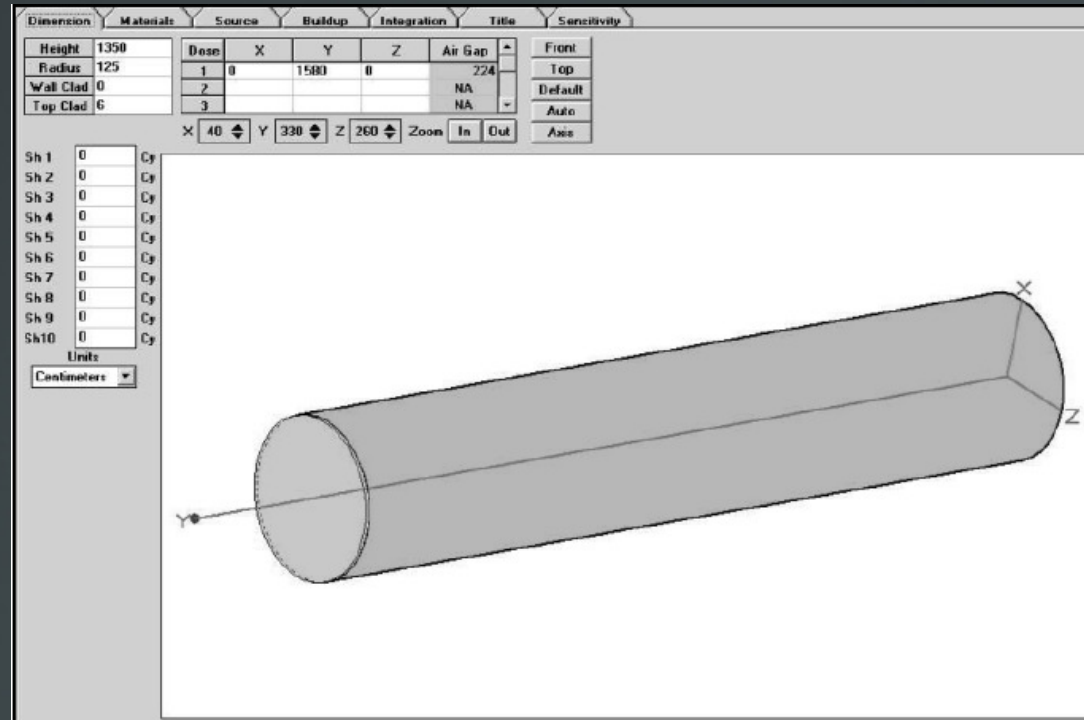 Dimension Materials Source Buildup Integration Title Sensitivity
Height 1350
Radius 125
Wall Clad 0
Top Clad 6
Dose X Y Z Air Gap
1 0 1580 0 224
2 NA
3 NA
X 40 Y 330 Z 260 Zoom In Out
Front
Top
Default
Auto
Axis
Sh 1 0 Cy
Sh 2 0 Cy
Sh 3 0 Cy
Sh 4 0 Cy
Sh 5 0 Cy
Sh 6 0 Cy
Sh 7 0 Cy
Sh 8 0 Cy
Sh 9 0 Cy
Sh10 0 Cy
Units
Centimeters
X
Z
Y